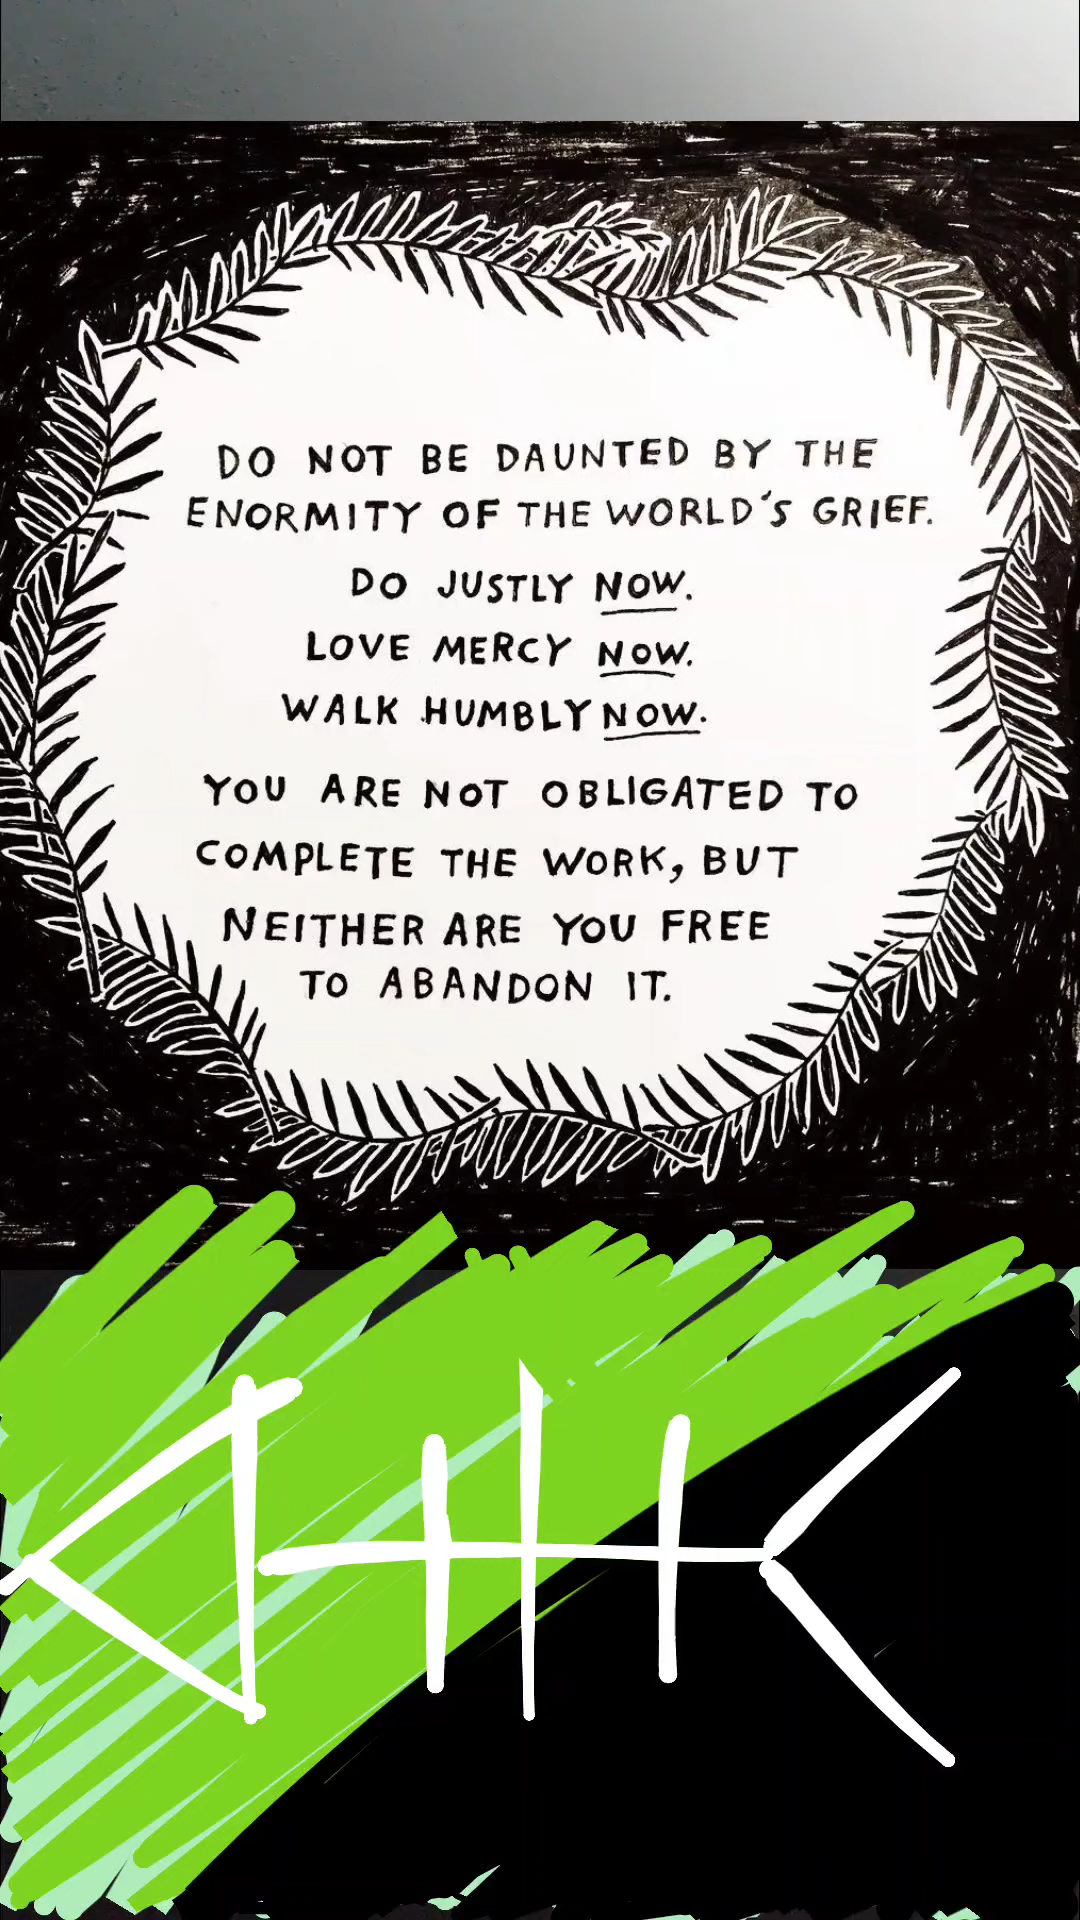 DO NOT BE DAUNTED BY THE
ENORMITY OF THE WORLD'S GRIEF.
DO JUSTLY NOW.
LOVE MERCY NOW.
WALK HUMBLY NOW.
YOU ARE NOT OBLIGATED TO
COMPLETE THE WORK, BUT
NEITHER ARE YOU FREE
TO ABANDON IT.